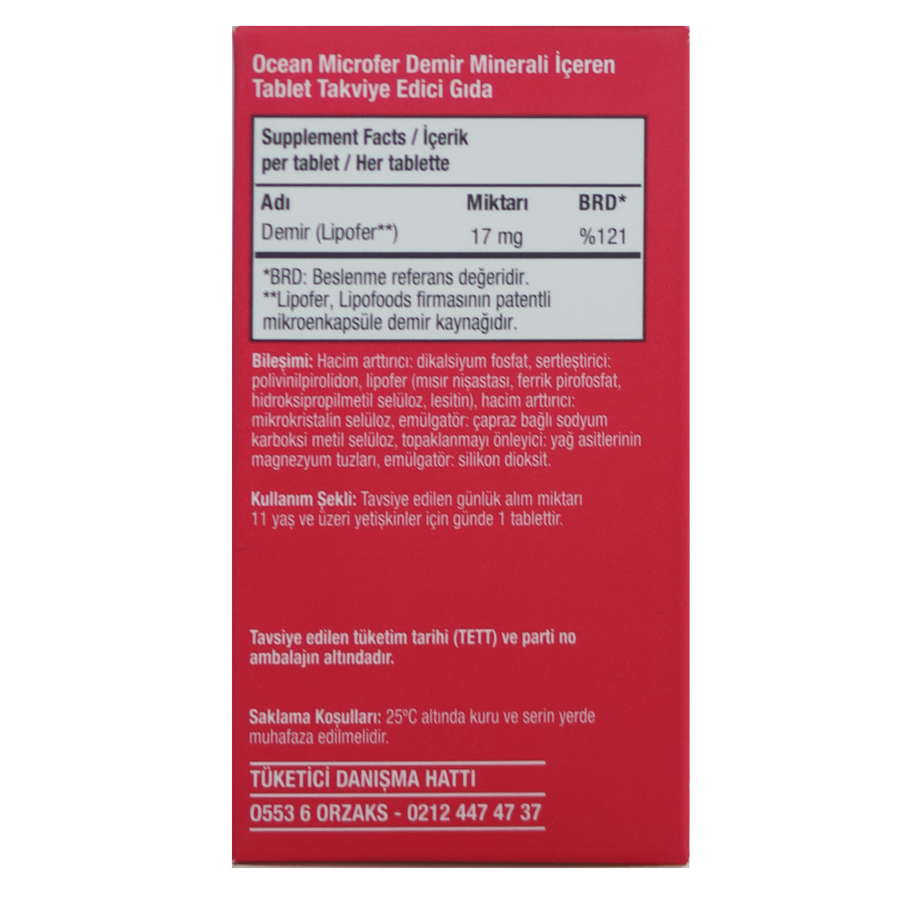 Ocean Microfer Demir Minerali İçeren
Tablet Takviye Edici Gıda
Supplement Facts / İçerik
per tablet / Her tablette
Adı Miktarı BRD*
Demir (Lipofer**) 17 mg %121
*BRD: Beslenme referans değeridir.
**Lipofer, Lipofoods firmasının patentli
mikroenkapsüle demir kaynağıdır.
Bileşimi: Hacim arttırıcı: dikalsiyum fosfat, sertleştirici:
polivinilpirolidon, lipofer (mısır nişastası, ferrik pirofosfat,
hidroksipropilmetil selüloz, lesitin), hacim arttırıcı:
mikrokristalin selüloz, emülgatör: çapraz bağlı sodyum
karboksi metil selüloz, topaklanmayı önleyici: yağ asitlerinin
magnezyum tuzları, emülgatör: silikon dioksit.
Kullanım Şekli: Tavsiye edilen günlük alım miktarı
11 yaş ve üzeri yetişkinler için günde 1 tablettir.
Tavsiye edilen tüketim tarihi (TETT) ve parti no
ambalajın altındadır.
Saklama Koşulları: 25°C altında kuru ve serin yerde
muhafaza edilmelidir.
TÜKETİCİ DANIŞMA HATTI
0553 6 ORZAKS - 0212 447 47 37